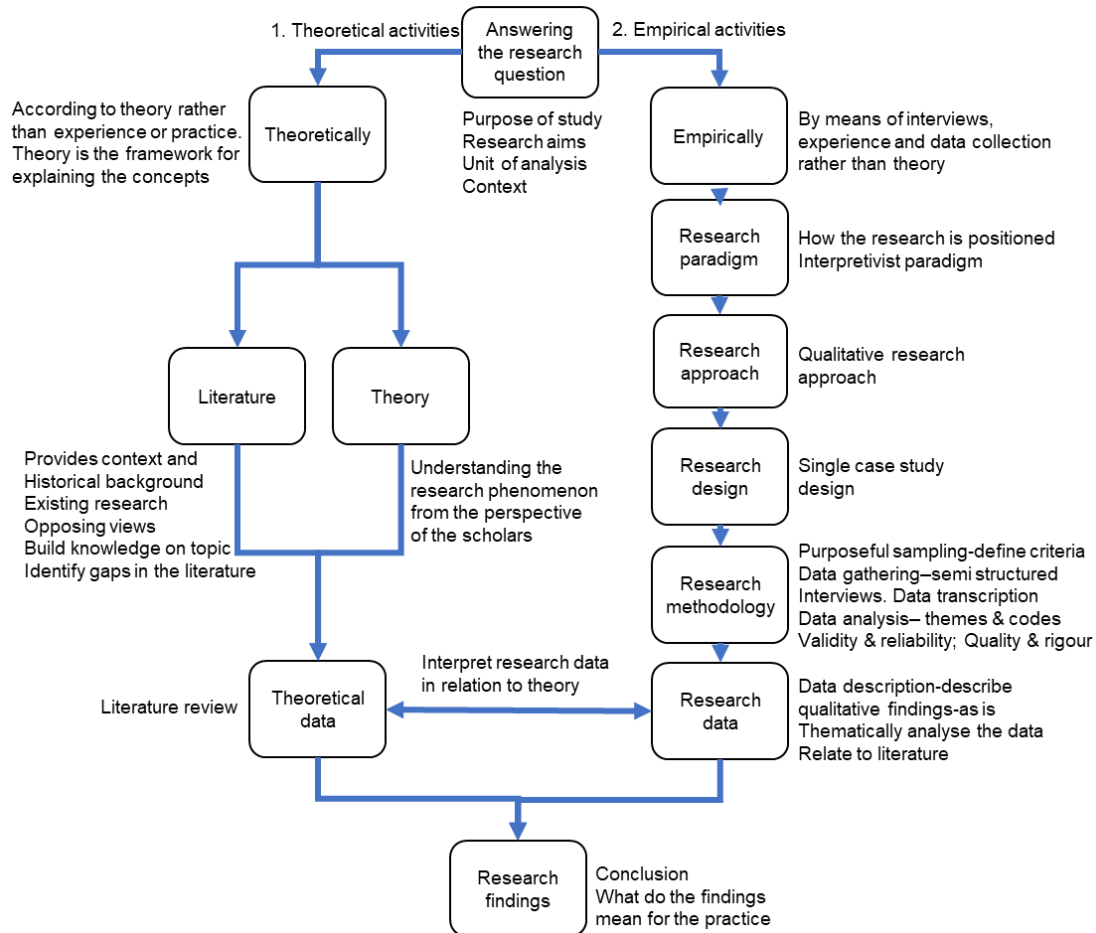 1. Theoretical activities
Answering
the research
question
2. Empirical activities
According to theory rather
than experience or practice.
Theory is the framework for
explaining the concepts
Theoretically
Purpose of study
Research aims
Unit of analysis
Context
Empirically
By means of interviews,
experience and data collection
rather than theory
Research
paradigm
How the research is positioned
Interpretivist paradigm
Research
approach
Qualitative research
approach
Literature
Theory
Provides context and
Historical background
Existing research
Opposing views
Build knowledge on topic
Identify gaps in the literature
Understanding the
research phenomenon
from the perspective
of the scholars
Research
design
Single case study
design
Research
methodology
Purposeful sampling-define criteria
Data gathering–semi structured
Interviews. Data transcription
Data analysis– themes & codes
Validity & reliability; Quality & rigour
Literature review
Theoretical
data
Interpret research data
in relation to theory
Research
data
Data description-describe
qualitative findings-as is
Thematically analyse the data
Relate to literature
Research
findings
Conclusion
What do the findings
mean for the practice